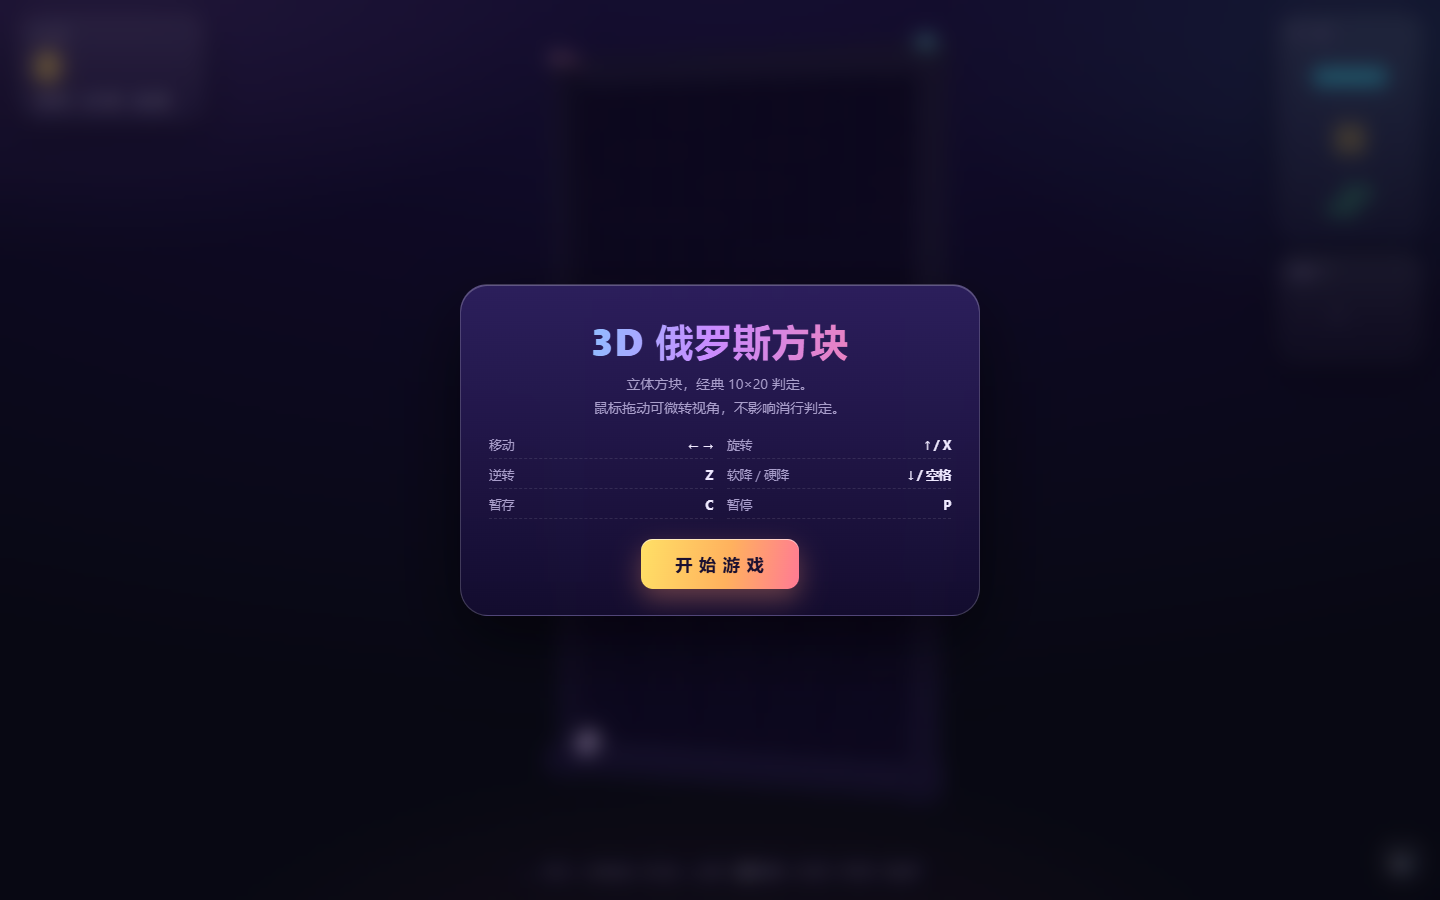 3D 俄罗斯方块
立体方块，经典 10×20 判定。
鼠标拖动可微转视角，不影响消行判定。
移动 ← → 旋转 ↑ / X
逆转 Z 软降 / 硬降 ↓ / 空格
暂存 C 暂停 P
开始游戏